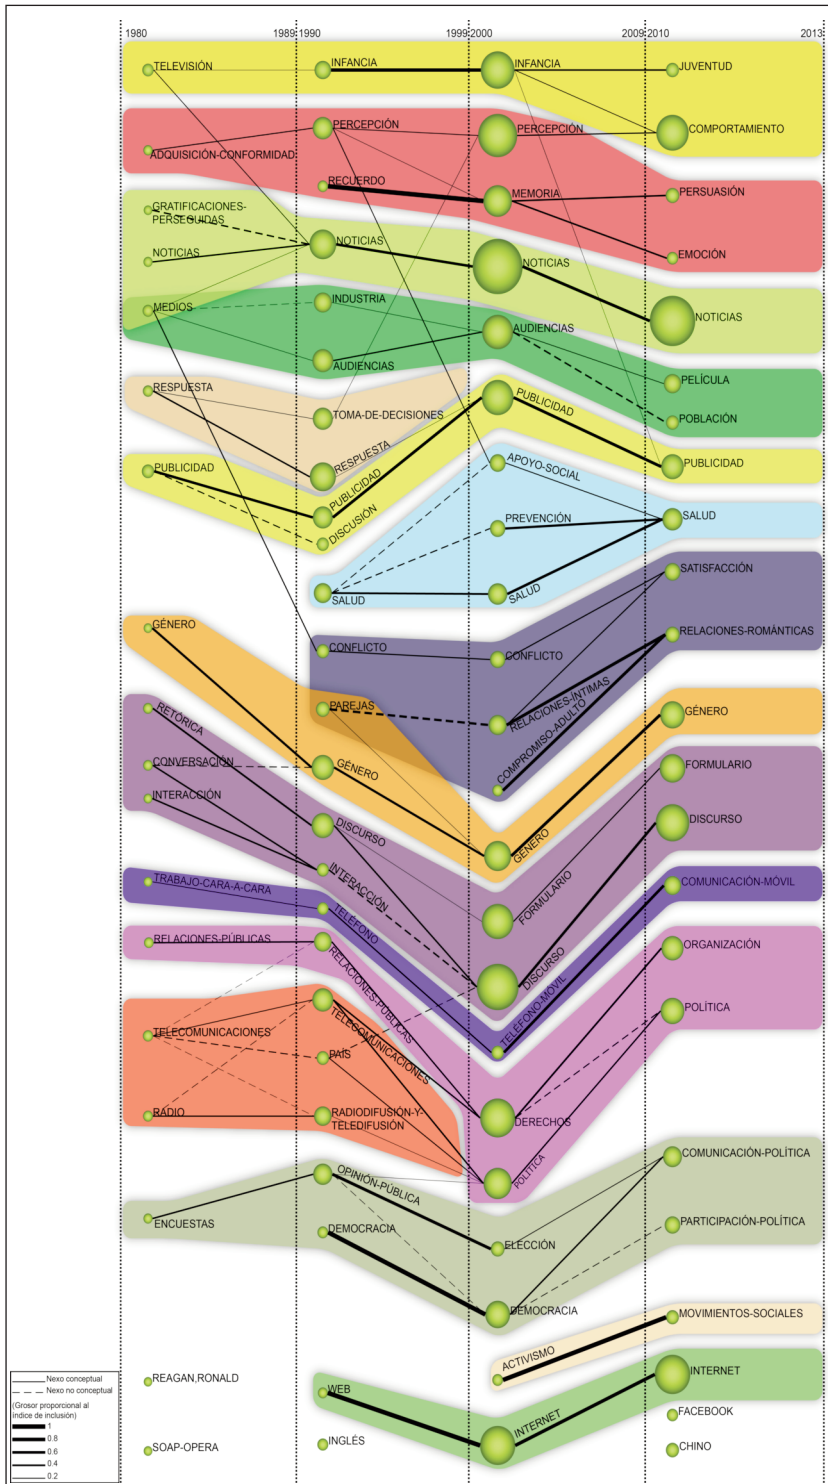 1980
1989
1990
1999
2000
2009
2010
2013
TELEVISIÓN
INFANCIA
INFANCIA
JUVENTUD
COMPORTAMIENTO
ADQUISICIÓN-CONFORMIDAD
PERCEPCIÓN
PERCEPCIÓN
RECUERDO
MEMORIA
PERSUASIÓN
EMOCIÓN
GRATIFICACIONES-
PERSEGUIDAS
NOTICIAS
NOTICIAS
NOTICIAS
NOTICIAS
MEDIOS
INDUSTRIA
AUDIENCIAS
AUDIENCIAS
PELÍCULA
POBLACIÓN
RESPUESTA
TOMA-DE-DECISIONES
RESPUESTA
PUBLICIDAD
PUBLICIDAD
DISCUSIÓN
PUBLICIDAD
PUBLICIDAD
SALUD
APOYO-SOCIAL
PREVENCIÓN
SALUD
SALUD
CONFLICTO
CONFLICTO
SATISFACCIÓN
PAREJAS
RELACIONES-ÍNTIMAS
COMPROMISO-ADULTO
RELACIONES-ROMÁNTICAS
GÉNERO
GÉNERO
GÉNERO
GÉNERO
RETÓRICA
CONVERSACIÓN
INTERACCIÓN
DISCURSO
INTERACCIÓN
FORMULARIO
DISCURSO
FORMULARIO
DISCURSO
TRABAJO-CARA-A-CARA
TELÉFONO
TELÉFONO-MÓVIL
COMUNICACIÓN-MÓVIL
RELACIONES-PÚBLICAS
RELACIONES-PÚBLICAS
DERECHOS
POLÍTICA
ORGANIZACIÓN
POLÍTICA
TELECOMUNICACIONES
TELECOMUNICACIONES
PAÍS
RADIO
RADIODIFUSIÓN-Y-
TELEDIFUSIÓN
ENCUESTAS
OPINIÓN-PÚBLICA
DEMOCRACIA
ELECCIÓN
DEMOCRACIA
COMUNICACIÓN-POLÍTICA
PARTICIPACIÓN-POLÍTICA
ACTIVISMO
MOVIMIENTOS-SOCIALES
REAGAN,RONALD
WEB
INTERNET
INTERNET
FACEBOOK
SOAP-OPERA
INGLÉS
CHINO
Nexo conceptual
Nexo no conceptual
(Grosor proporcional al
índice de inclusión)
1
0.8
0.6
0.4
0.2